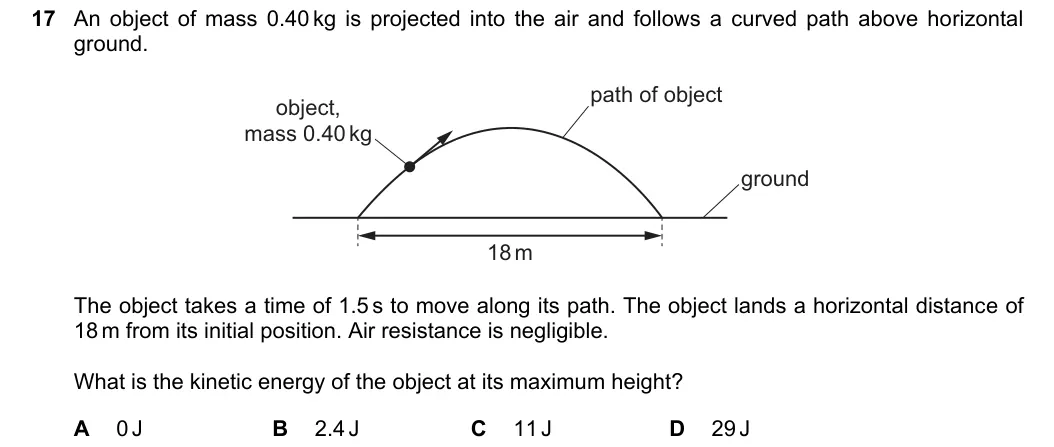 17 An object of mass 0.40 kg is projected into the air and follows a curved path above horizontal
ground.
object,
mass 0.40 kg
path of object
ground
18 m
The object takes a time of 1.5 s to move along its path. The object lands a horizontal distance of
18 m from its initial position. Air resistance is negligible.
What is the kinetic energy of the object at its maximum height?
A 0 J B 2.4 J C 11 J D 29 J